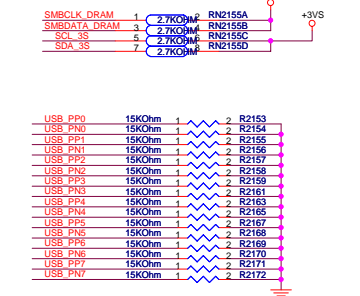 +3VS
SMBCLK_DRAM 1 2.7KOHM RN2155A
SMBDATA_DRAM 3 2.7KOHM RN2155B
SCL_3S 5 2.7KOHM RN2155C
SDA_3S 7 2.7KOHM RN2155D
USB_PP0 15KOhm 1 2 R2153
USB_PN0 15KOhm 1 2 R2154
USB_PP1 15KOhm 1 2 R2155
USB_PN1 15KOhm 1 2 R2156
USB_PP2 15KOhm 1 2 R2157
USB_PN2 15KOhm 1 2 R2158
USB_PP3 15KOhm 1 2 R2159
USB_PN3 15KOhm 1 2 R2161
USB_PP4 15KOhm 1 2 R2163
USB_PN4 15KOhm 1 2 R2165
USB_PP5 15KOhm 1 2 R2167
USB_PN5 15KOhm 1 2 R2168
USB_PP6 15KOhm 1 2 R2169
USB_PN6 15KOhm 1 2 R2170
USB_PP7 15KOhm 1 2 R2171
USB_PN7 15KOhm 1 2 R2172